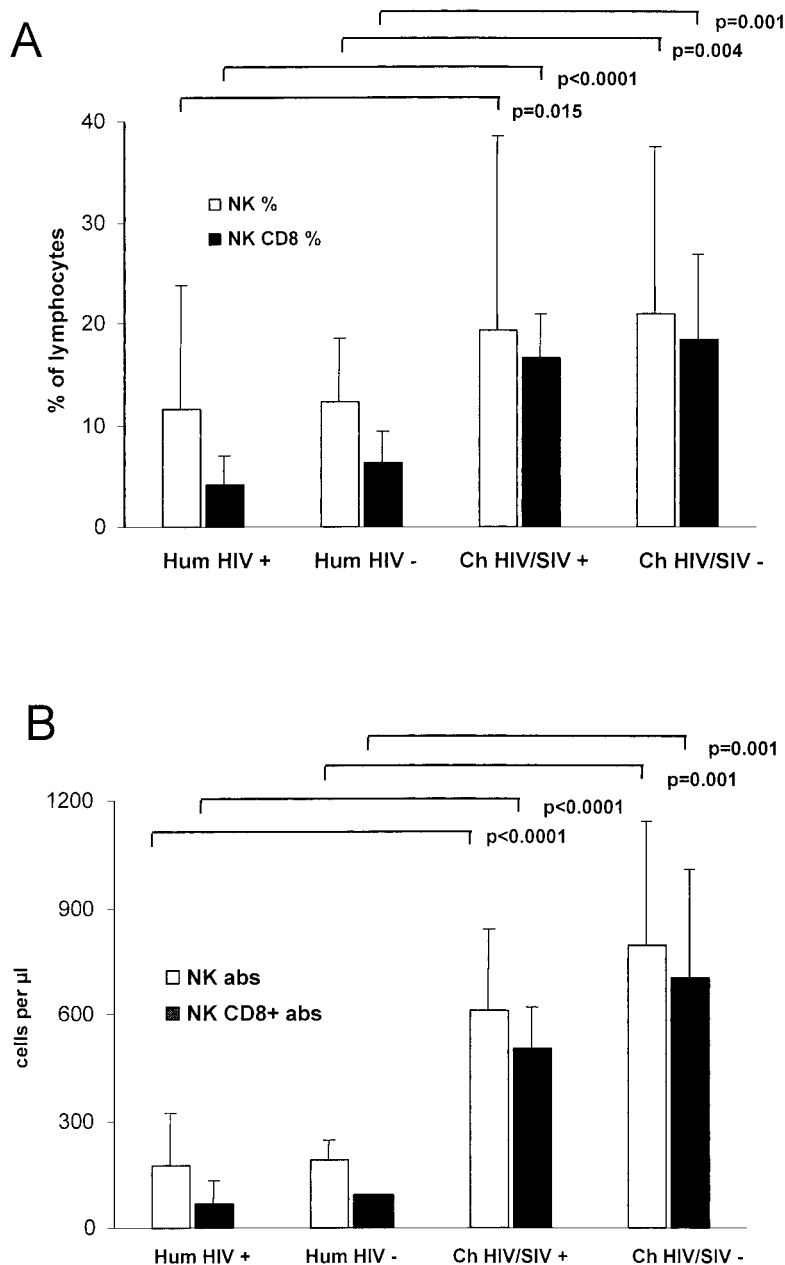 A
p=0.001
p=0.004
p<0.0001
p=0.015
40
30
20
10
0
% of lymphocytes
NK %
NK CD8 %
Hum HIV + Hum HIV - Ch HIV/SIV + Ch HIV/SIV -
B
p=0.001
p=0.001
p<0.0001
p<0.0001
1200
900
600
300
0
cells per µl
NK abs
NK CD8+ abs
Hum HIV + Hum HIV - Ch HIV/SIV + Ch HIV/SIV -